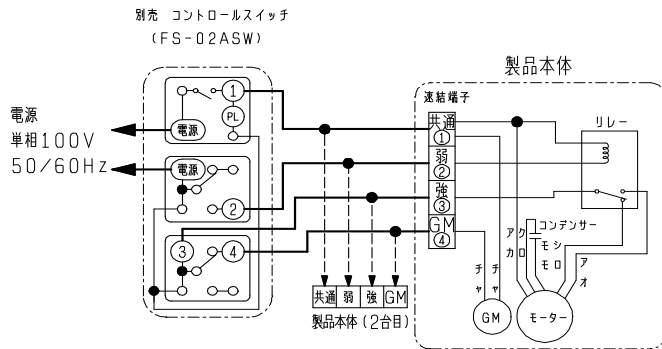 別売 コントロールスイッチ
(FS-02ASW)
製品本体
速結端子
電源
単相100V
50/60Hz
1
PL
電源
電源
2
3
4
共通
1
弱
2
強
3
GM
4
リレー
コンデンサー
アカ
クロ
モモ
シロ
アオ
チャ
チャ
GM
モーター
共通 弱 強 GM
製品本体(2台目)